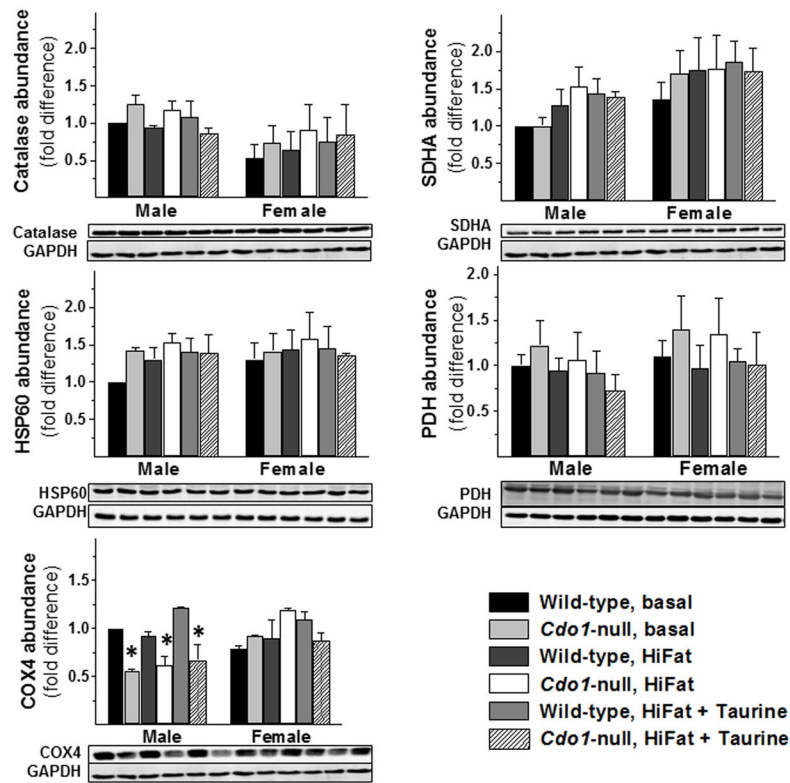 Catalase abundance
(fold difference)
2.0
1.5
1.0
0.5
Male Female
Catalase
GAPDH
SDHA abundance
(fold difference)
2.0
1.5
1.0
0.5
Male Female
SDHA
GAPDH
HSP60 abundance
(fold difference)
2.0
1.5
1.0
0.5
Male Female
HSP60
GAPDH
PDH abundance
(fold difference)
2.0
1.5
1.0
0.5
Male Female
PDH
GAPDH
COX4 abundance
(fold difference)
1.5
1.0
0.5
* * *
Male Female
COX4
GAPDH
Wild-type, basal
Cdo1-null, basal
Wild-type, HiFat
Cdo1-null, HiFat
Wild-type, HiFat + Taurine
Cdo1-null, HiFat + Taurine